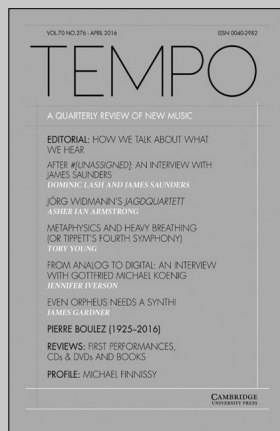 VOL.70 NO.276 - APRIL 2016 ISSN 0040-2982
TEMPO
A QUARTERLY REVIEW OF NEW MUSIC
EDITORIAL: HOW WE TALK ABOUT WHAT
WE HEAR
AFTER #[UNASSIGNED]: AN INTERVIEW WITH
JAMES SAUNDERS
DOMINIC LASH AND JAMES SAUNDERS
JÖRG WIDMANN'S JAGDQUARTETT
ASHER IAN ARMSTRONG
METAPHYSICS AND HEAVY BREATHING
(OR TIPPETT'S FOURTH SYMPHONY)
TOBY YOUNG
FROM ANALOG TO DIGITAL: AN INTERVIEW
WITH GOTTFRIED MICHAEL KOENIG
JENNIFER IVERSON
EVEN ORPHEUS NEEDS A SYNTHI
JAMES GARDNER
PIERRE BOULEZ (1925–2016)
REVIEWS: FIRST PERFORMANCES,
CDs & DVDs AND BOOKS
PROFILE: MICHAEL FINNISSY
CAMBRIDGE
UNIVERSITY PRESS